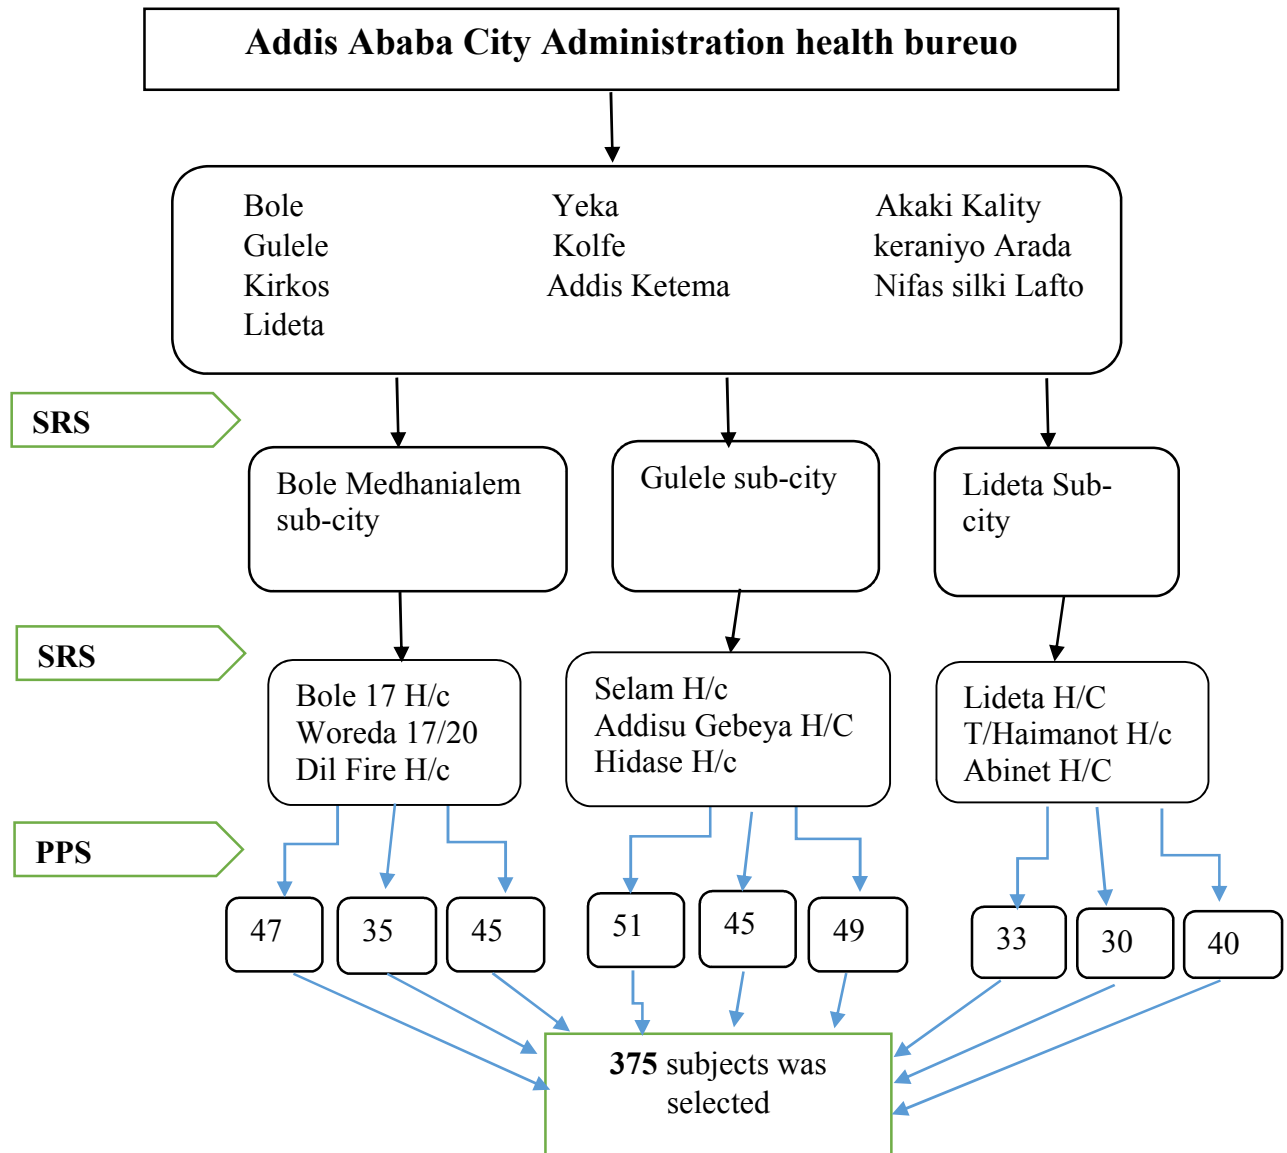 Addis Ababa City Administration health bureuo
Bole Yeka Akaki Kality
Gulele Kolfe keraniyo Arada
Kirkos Addis Ketema Nifas silki Lafto
Lideta
SRS
Bole Medhanialem
sub-city
Gulele sub-city
Lideta Sub-
city
SRS
Bole 17 H/c
Woreda 17/20
Dil Fire H/c
Selam H/c
Addisu Gebeya H/C
Hidase H/c
Lideta H/C
T/Haimanot H/c
Abinet H/C
PPS
47
35
45
51
45
49
33
30
40
375 subjects was
selected